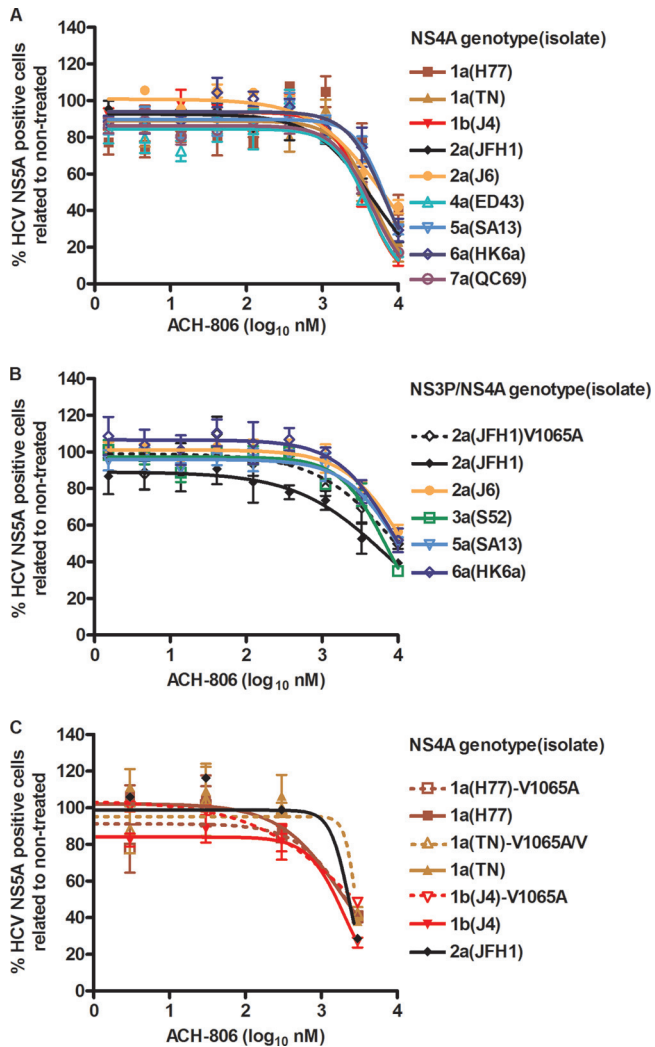 A
% HCV NS5A positive cells
related to non-treated
140
120
100
80
60
40
20
0
0 1 2 3 4
ACH-806 (log10 nM)
NS4A genotype(isolate)
1a(H77)
1a(TN)
1b(J4)
2a(JFH1)
2a(J6)
4a(ED43)
5a(SA13)
6a(HK6a)
7a(QC69)
B
% HCV NS5A positive cells
related to non-treated
140
120
100
80
60
40
20
0
0 1 2 3 4
ACH-806 (log10 nM)
NS3P/NS4A genotype(isolate)
2a(JFH1)V1065A
2a(JFH1)
2a(J6)
3a(S52)
5a(SA13)
6a(HK6a)
C
% HCV NS5A positive cells
related to non-treated
140
120
100
80
60
40
20
0
0 1 2 3 4
ACH-806 (log10 nM)
NS4A genotype(isolate)
1a(H77)-V1065A
1a(H77)
1a(TN)-V1065A/V
1a(TN)
1b(J4)-V1065A
1b(J4)
2a(JFH1)